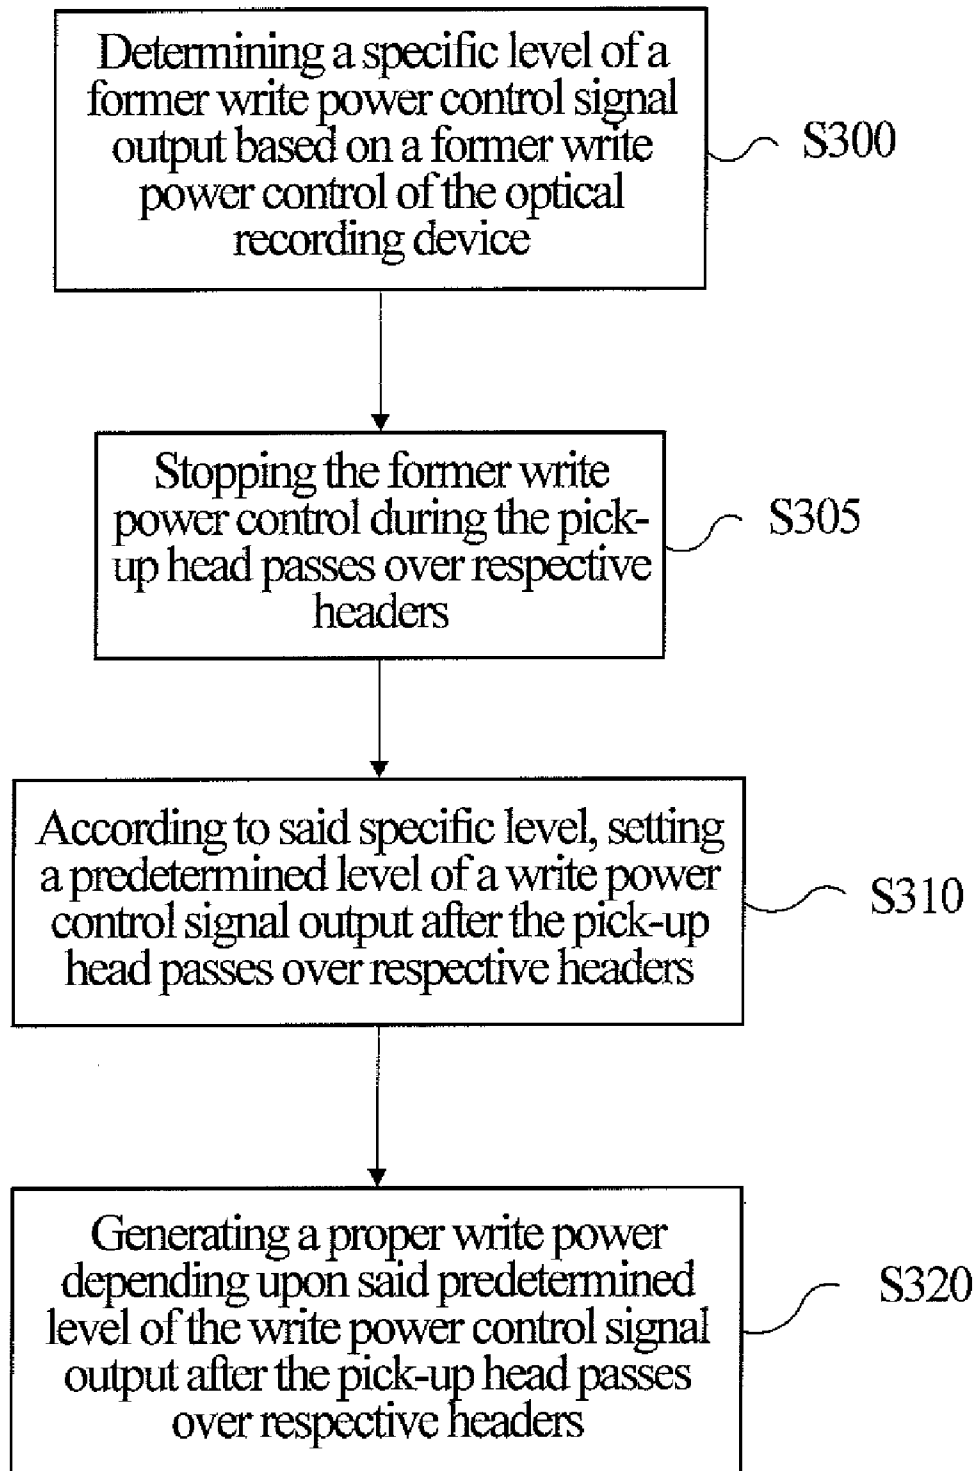 Determining a specific level of a
former write power control signal
output based on a former write
power control of the optical
recording device
S300
Stopping the former write
power control during the pick-
up head passes over respective
headers
S305
According to said specific level, setting
a predetermined level of a write power
control signal output after the pick-up
head passes over respective headers
S310
Generating a proper write power
depending upon said predetermined
level of the write power control signal
output after the pick-up head passes
over respective headers
S320